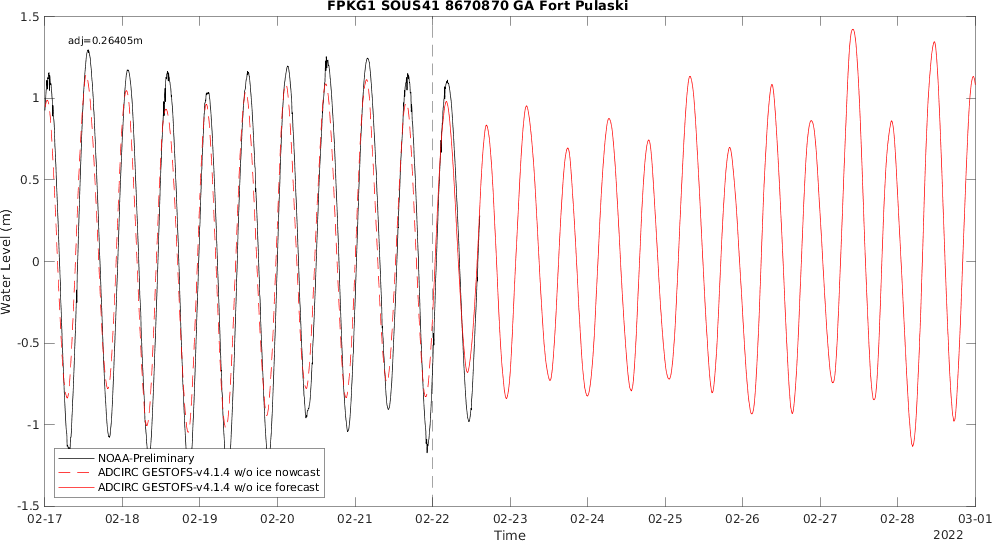 FPKG1 SOUS41 8670870 GA Fort Pulaski
adj=0.26405m
1.5
1
0.5
0
-0.5
-1
-1.5
Water Level (m)
NOAA-Preliminary
ADCIRC GESTOFS-v4.1.4 w/o ice nowcast
ADCIRC GESTOFS-v4.1.4 w/o ice forecast
02-17 02-18 02-19 02-20 02-21 02-22 02-23 02-24 02-25 02-26 02-27 02-28 03-01
Time
2022